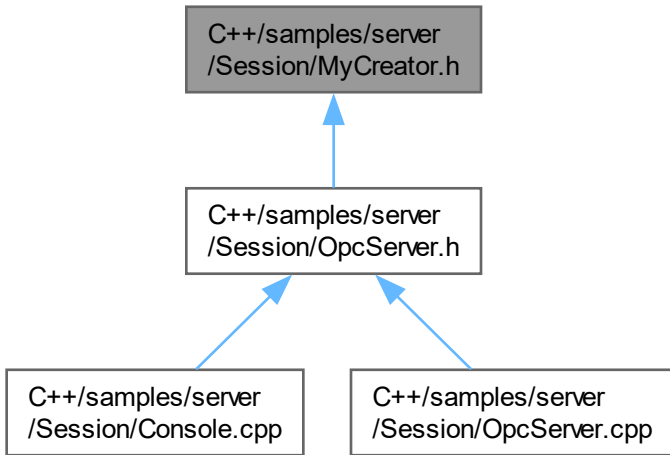 C++/samples/server
/Session/MyCreator.h
C++/samples/server
/Session/OpcServer.h
C++/samples/server
/Session/Console.cpp
C++/samples/server
/Session/OpcServer.cpp